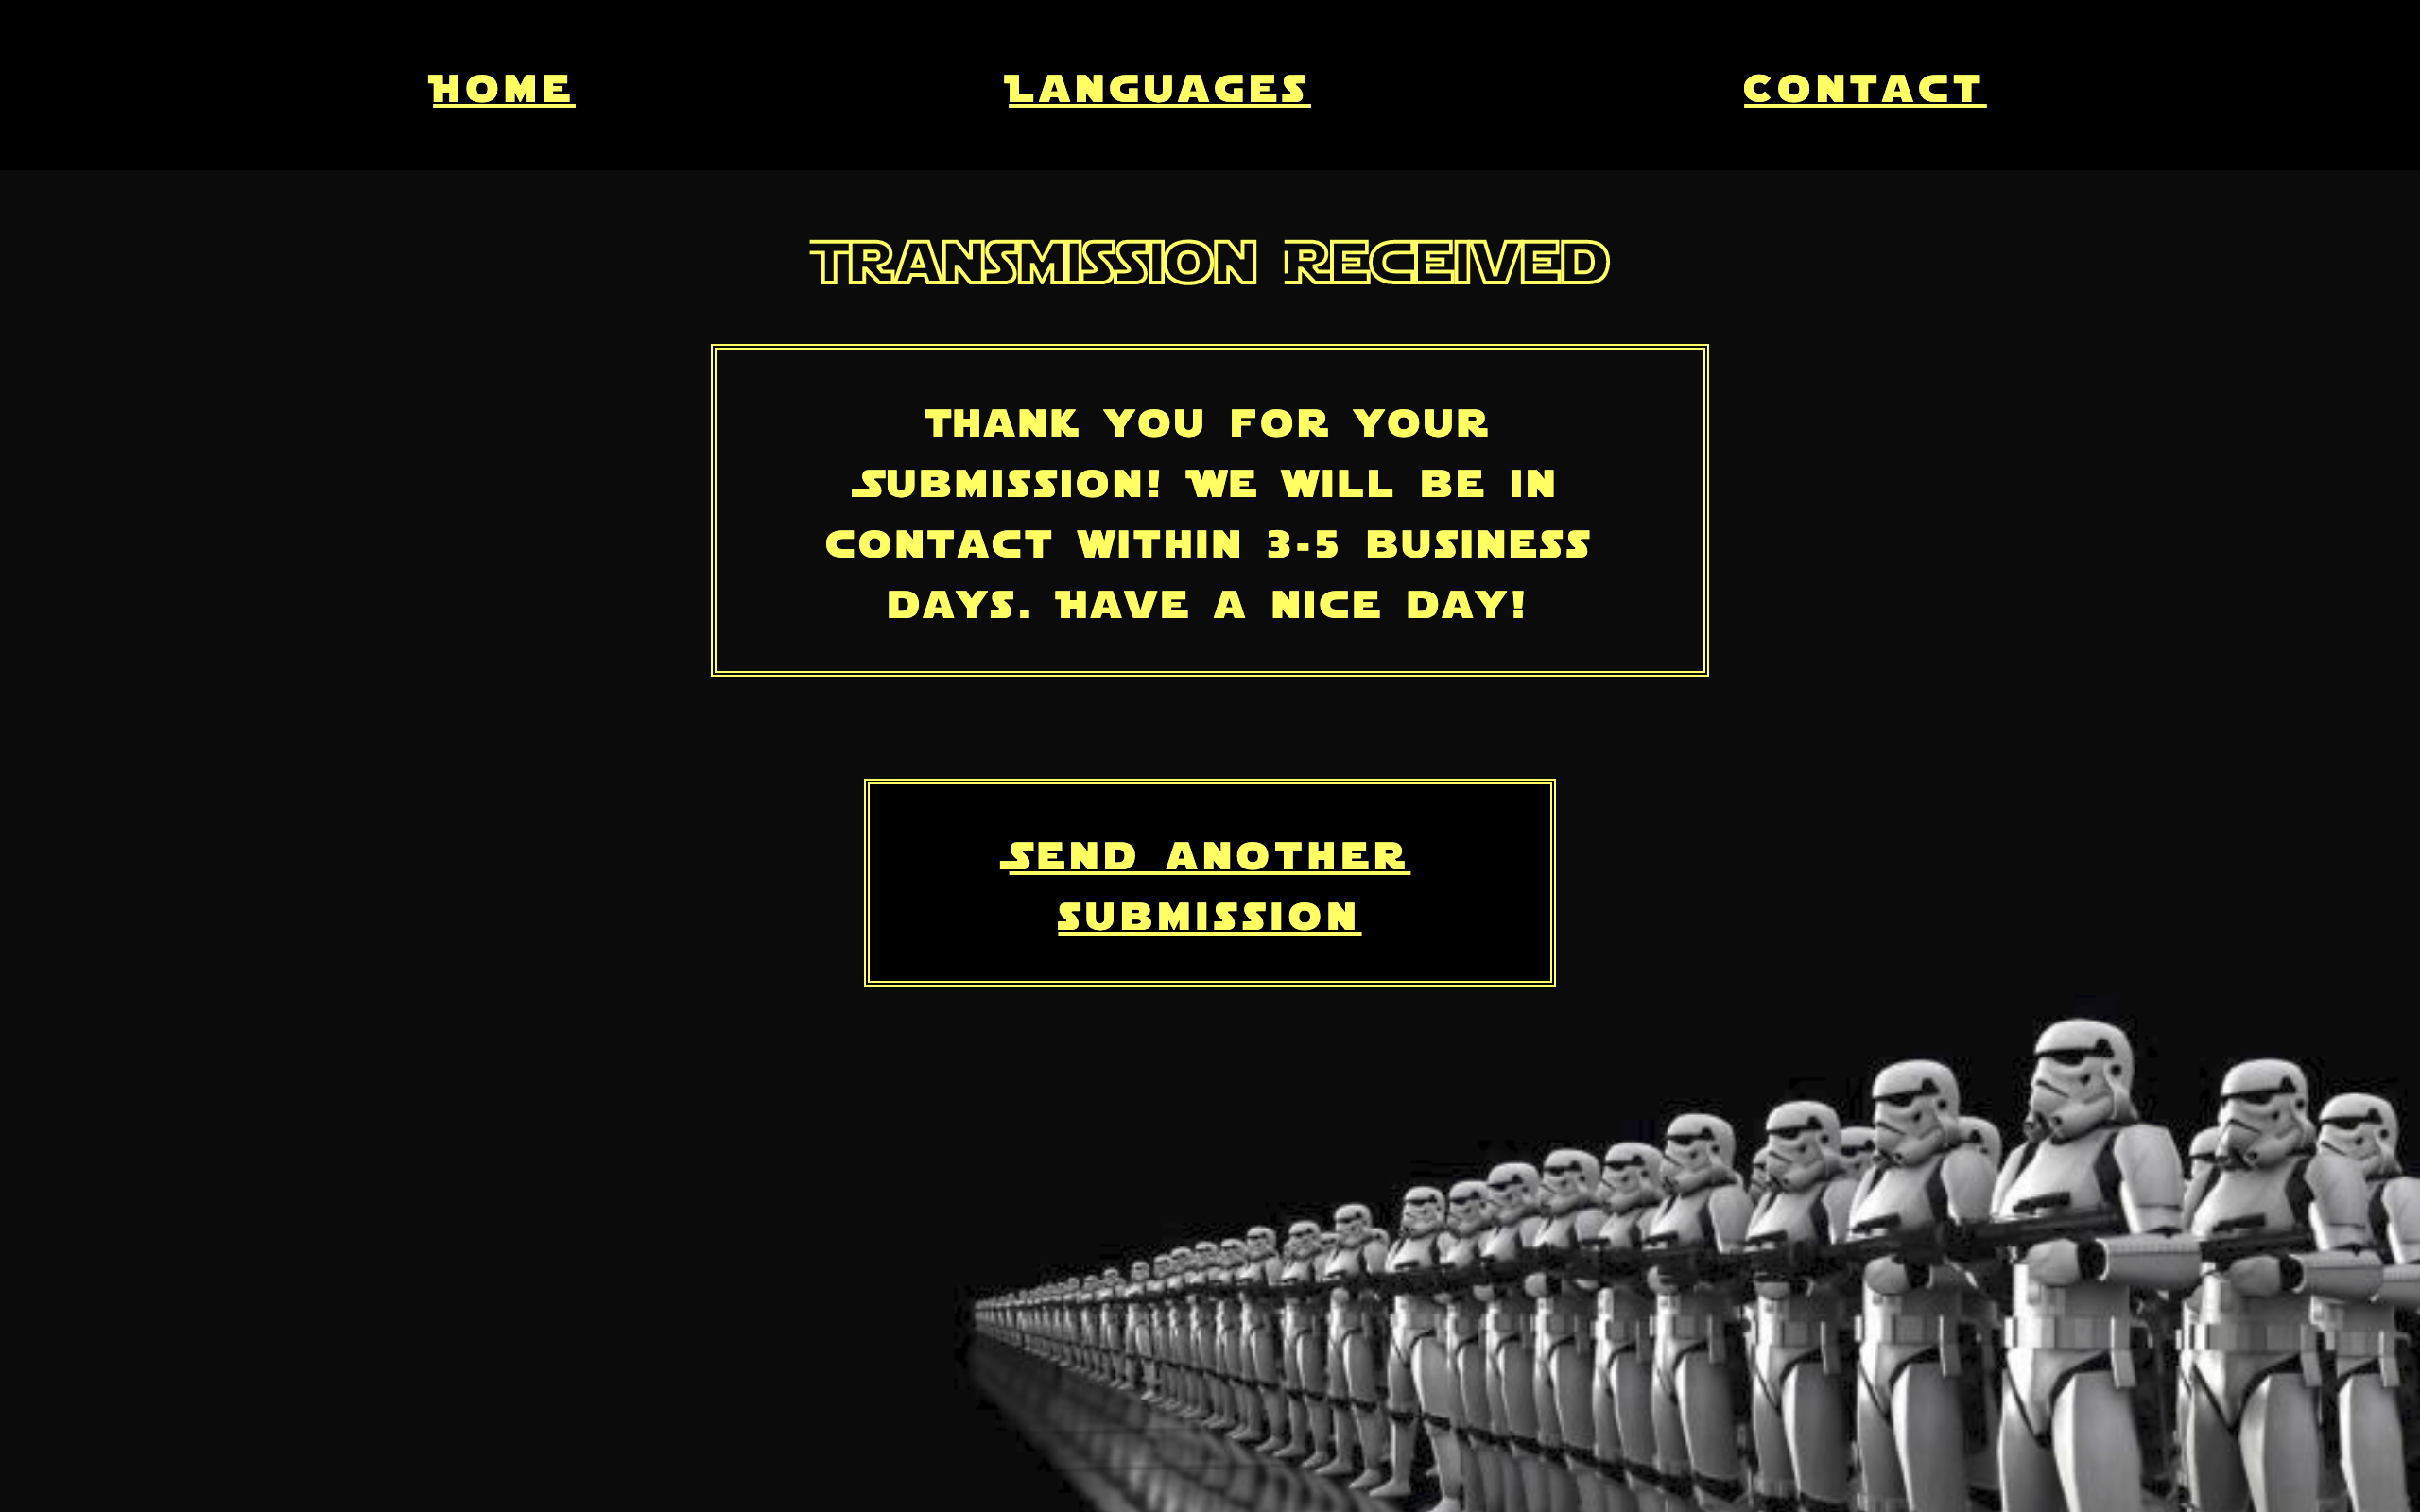 Home
Languages
contact
Transmission Received
Thank you for your
Submission! We will be in
contact within 3-5 business
days. Have a nice day!
Send another
submission